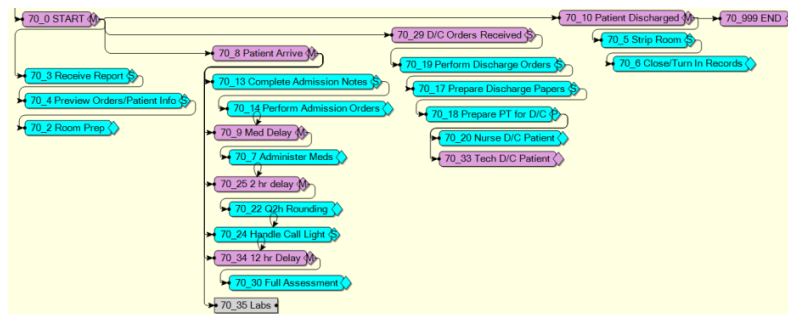 70_0 START M
70_10 Patient Discharged M
70_999 END
70_29 D/C Orders Received S
70_5 Strip Room S
70_8 Patient Arrive M
70_6 Close/Turn In Records
70_19 Perform Discharge Orders S
70_3 Receive Report S
70_13 Complete Admission Notes S
70_17 Prepare Discharge Papers S
70_4 Preview Orders/Patient Info S
70_14 Perform Admission Orders
70_18 Prepare PT for D/C P
70_2 Room Prep
70_9 Med Delay M
70_20 Nurse D/C Patient
70_7 Administer Meds
70_33 Tech D/C Patient
70_25 2 hr delay M
70_22 Q2h Rounding
70_24 Handle Call Light S
70_34 12 hr Delay M
70_30 Full Assessment
70_35 Labs